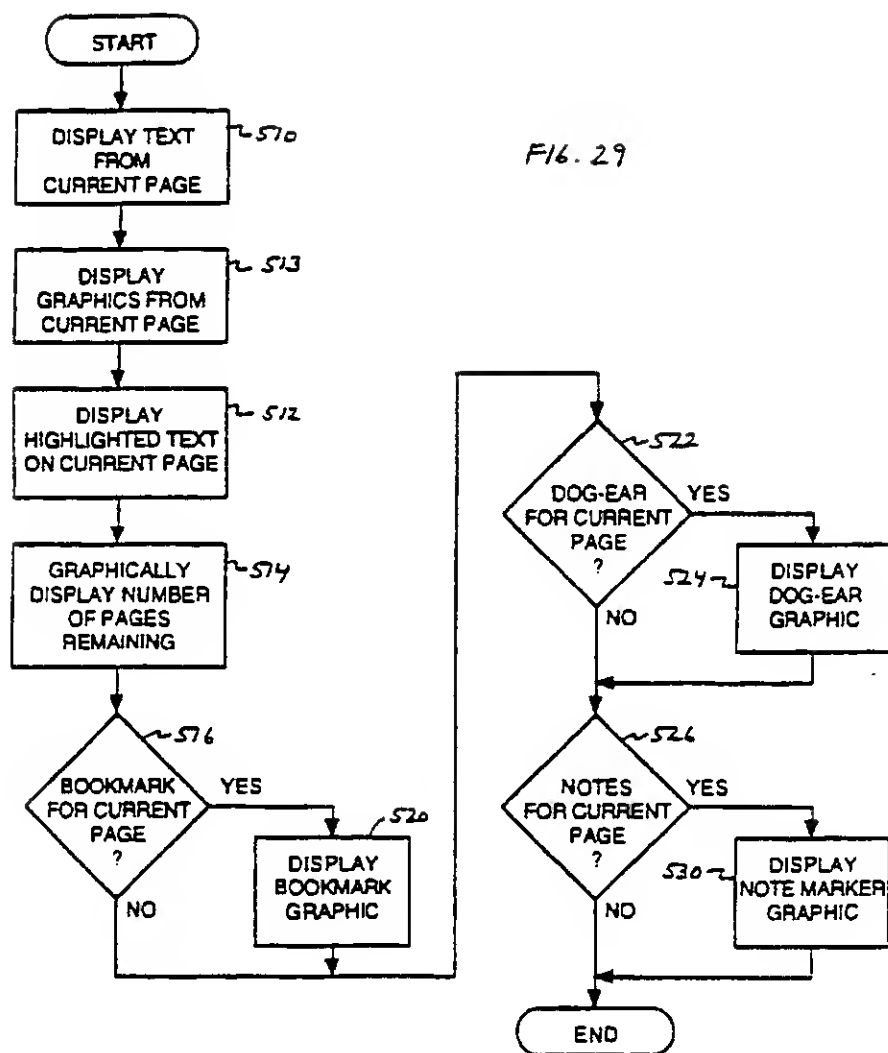 START
DISPLAY TEXT
FROM
CURRENT PAGE
510
FIG. 29
DISPLAY
GRAPHICS FROM
CURRENT PAGE
513
DISPLAY
HIGHLIGHTED TEXT
ON CURRENT PAGE
512
GRAPHICALLY
DISPLAY NUMBER
OF PAGES
REMAINING
514
BOOKMARK
FOR CURRENT
PAGE
?
516
YES
NO
DISPLAY
BOOKMARK
GRAPHIC
520
DOG-EAR
FOR CURRENT
PAGE
?
522
YES
NO
DISPLAY
DOG-EAR
GRAPHIC
524
NOTES
FOR CURRENT
PAGE
?
526
YES
NO
DISPLAY
NOTE MARKER
GRAPHIC
530
END